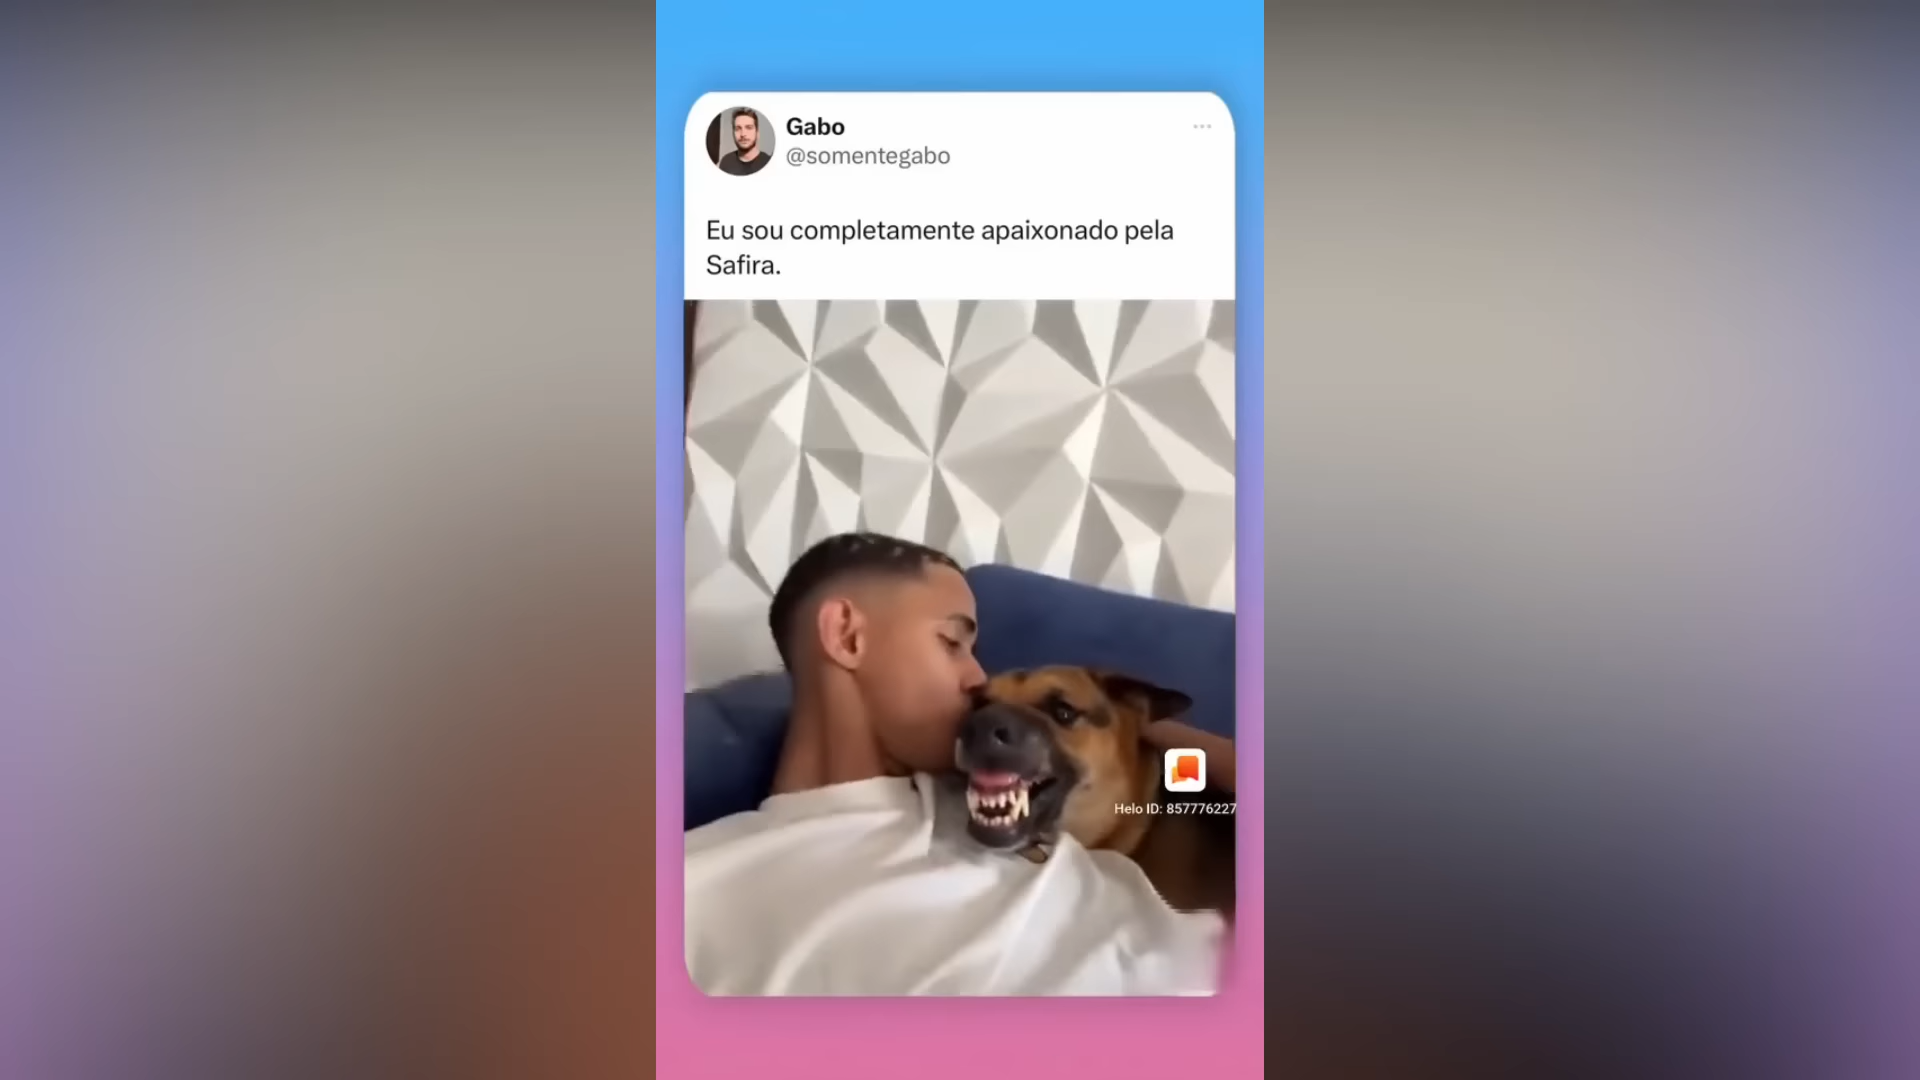 Gabo
@somentegabo
Eu sou completamente apaixonado pela
Safira.
Helo ID: 857776227